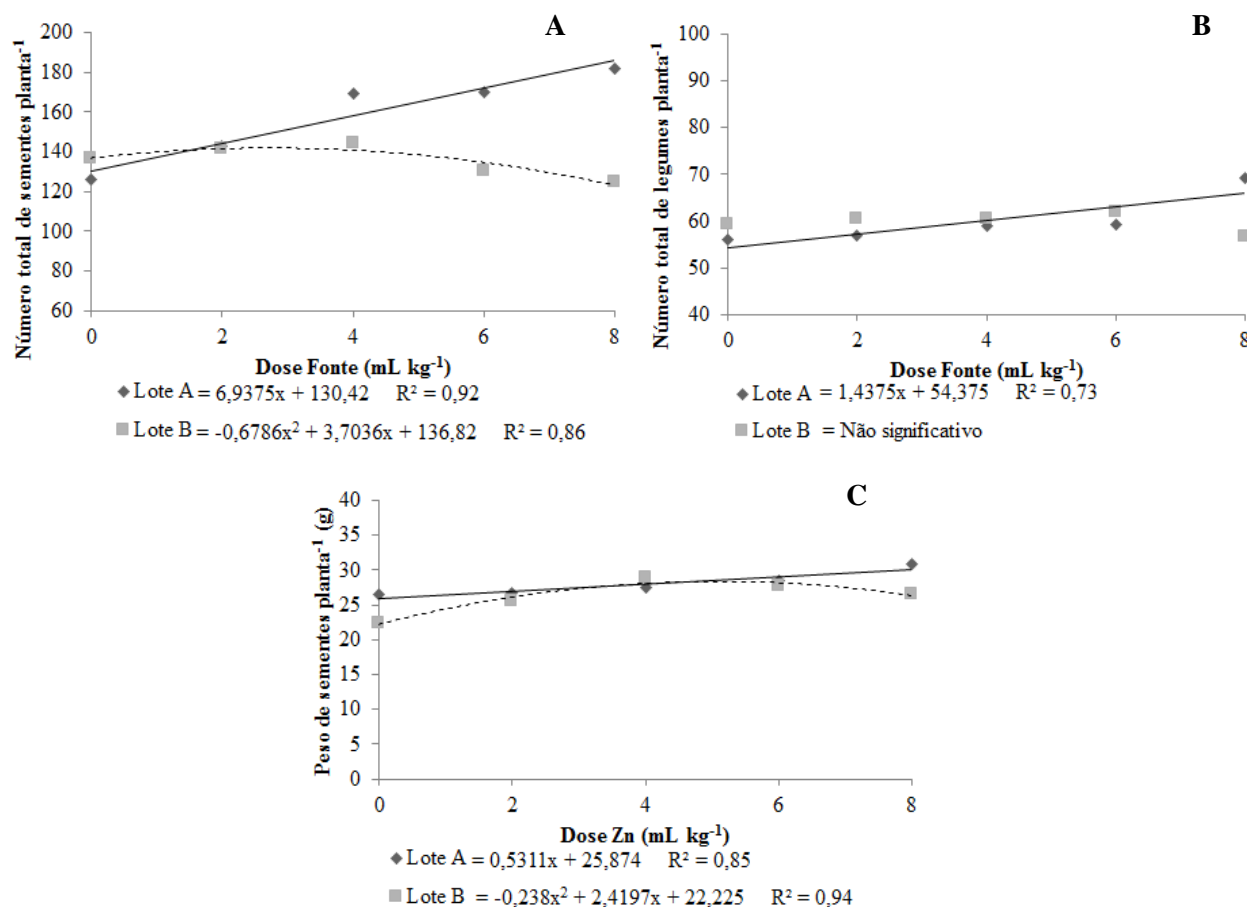 A
Número total de sementes planta⁻¹
200
180
160
140
120
100
80
60
0 2 4 6 8
Dose Fonte (mL kg⁻¹)
Lote A = 6,9375x + 130,42 R² = 0,92
Lote B = -0,6786x² + 3,7036x + 136,82 R² = 0,86
B
Número total de legumes planta⁻¹
100
90
80
70
60
50
40
0 2 4 6 8
Dose Fonte (mL kg⁻¹)
Lote A = 1,4375x + 54,375 R² = 0,73
Lote B = Não significativo
C
Peso de sementes planta⁻¹ (g)
40
35
30
25
20
15
10
5
0
0 2 4 6 8
Dose Zn (mL kg⁻¹)
Lote A = 0,5311x + 25,874 R² = 0,85
Lote B = -0,238x² + 2,4197x + 22,225 R² = 0,94